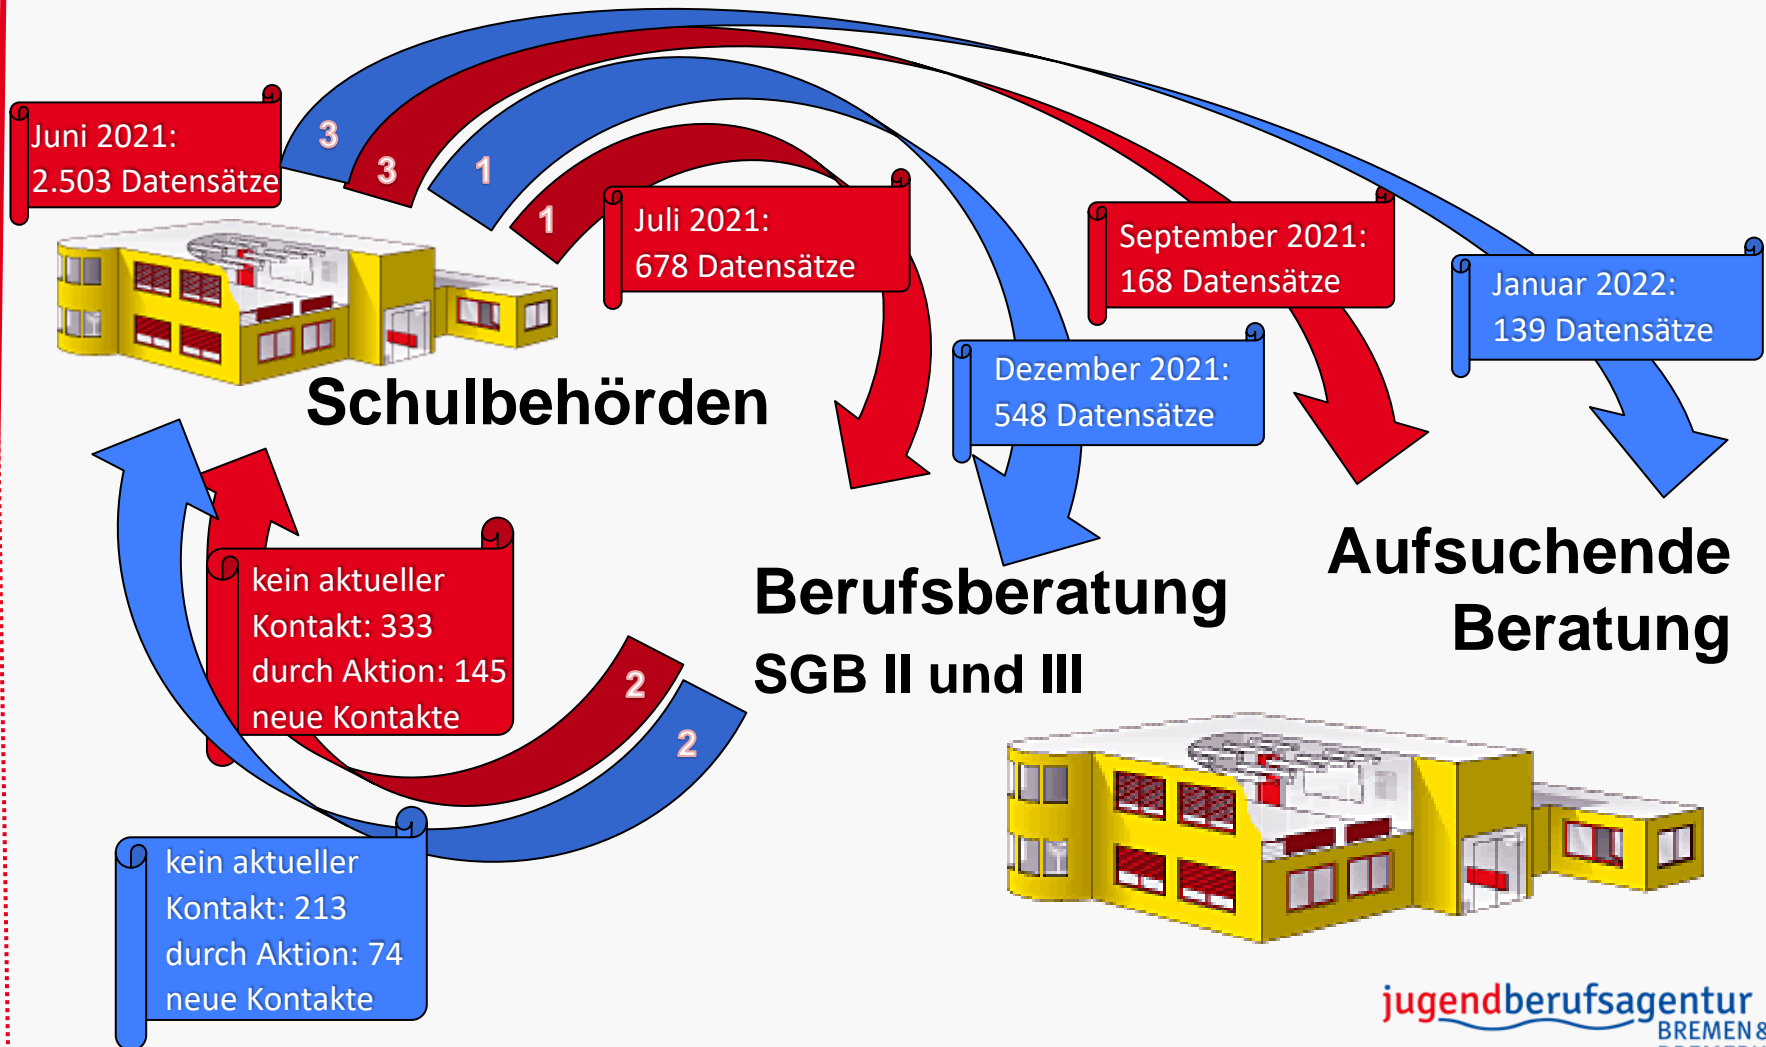 Juni 2021:
2.503 Datensätze
3
3
1
1
Juli 2021:
678 Datensätze
September 2021:
168 Datensätze
Januar 2022:
139 Datensätze
Dezember 2021:
548 Datensätze
Schulbehörden
kein aktueller
Kontakt: 333
durch Aktion: 145
neue Kontakte
2
2
Berufsberatung
SGB II und III
Aufsuchende
Beratung
kein aktueller
Kontakt: 213
durch Aktion: 74
neue Kontakte
jugendberufsagentur
BREMEN &